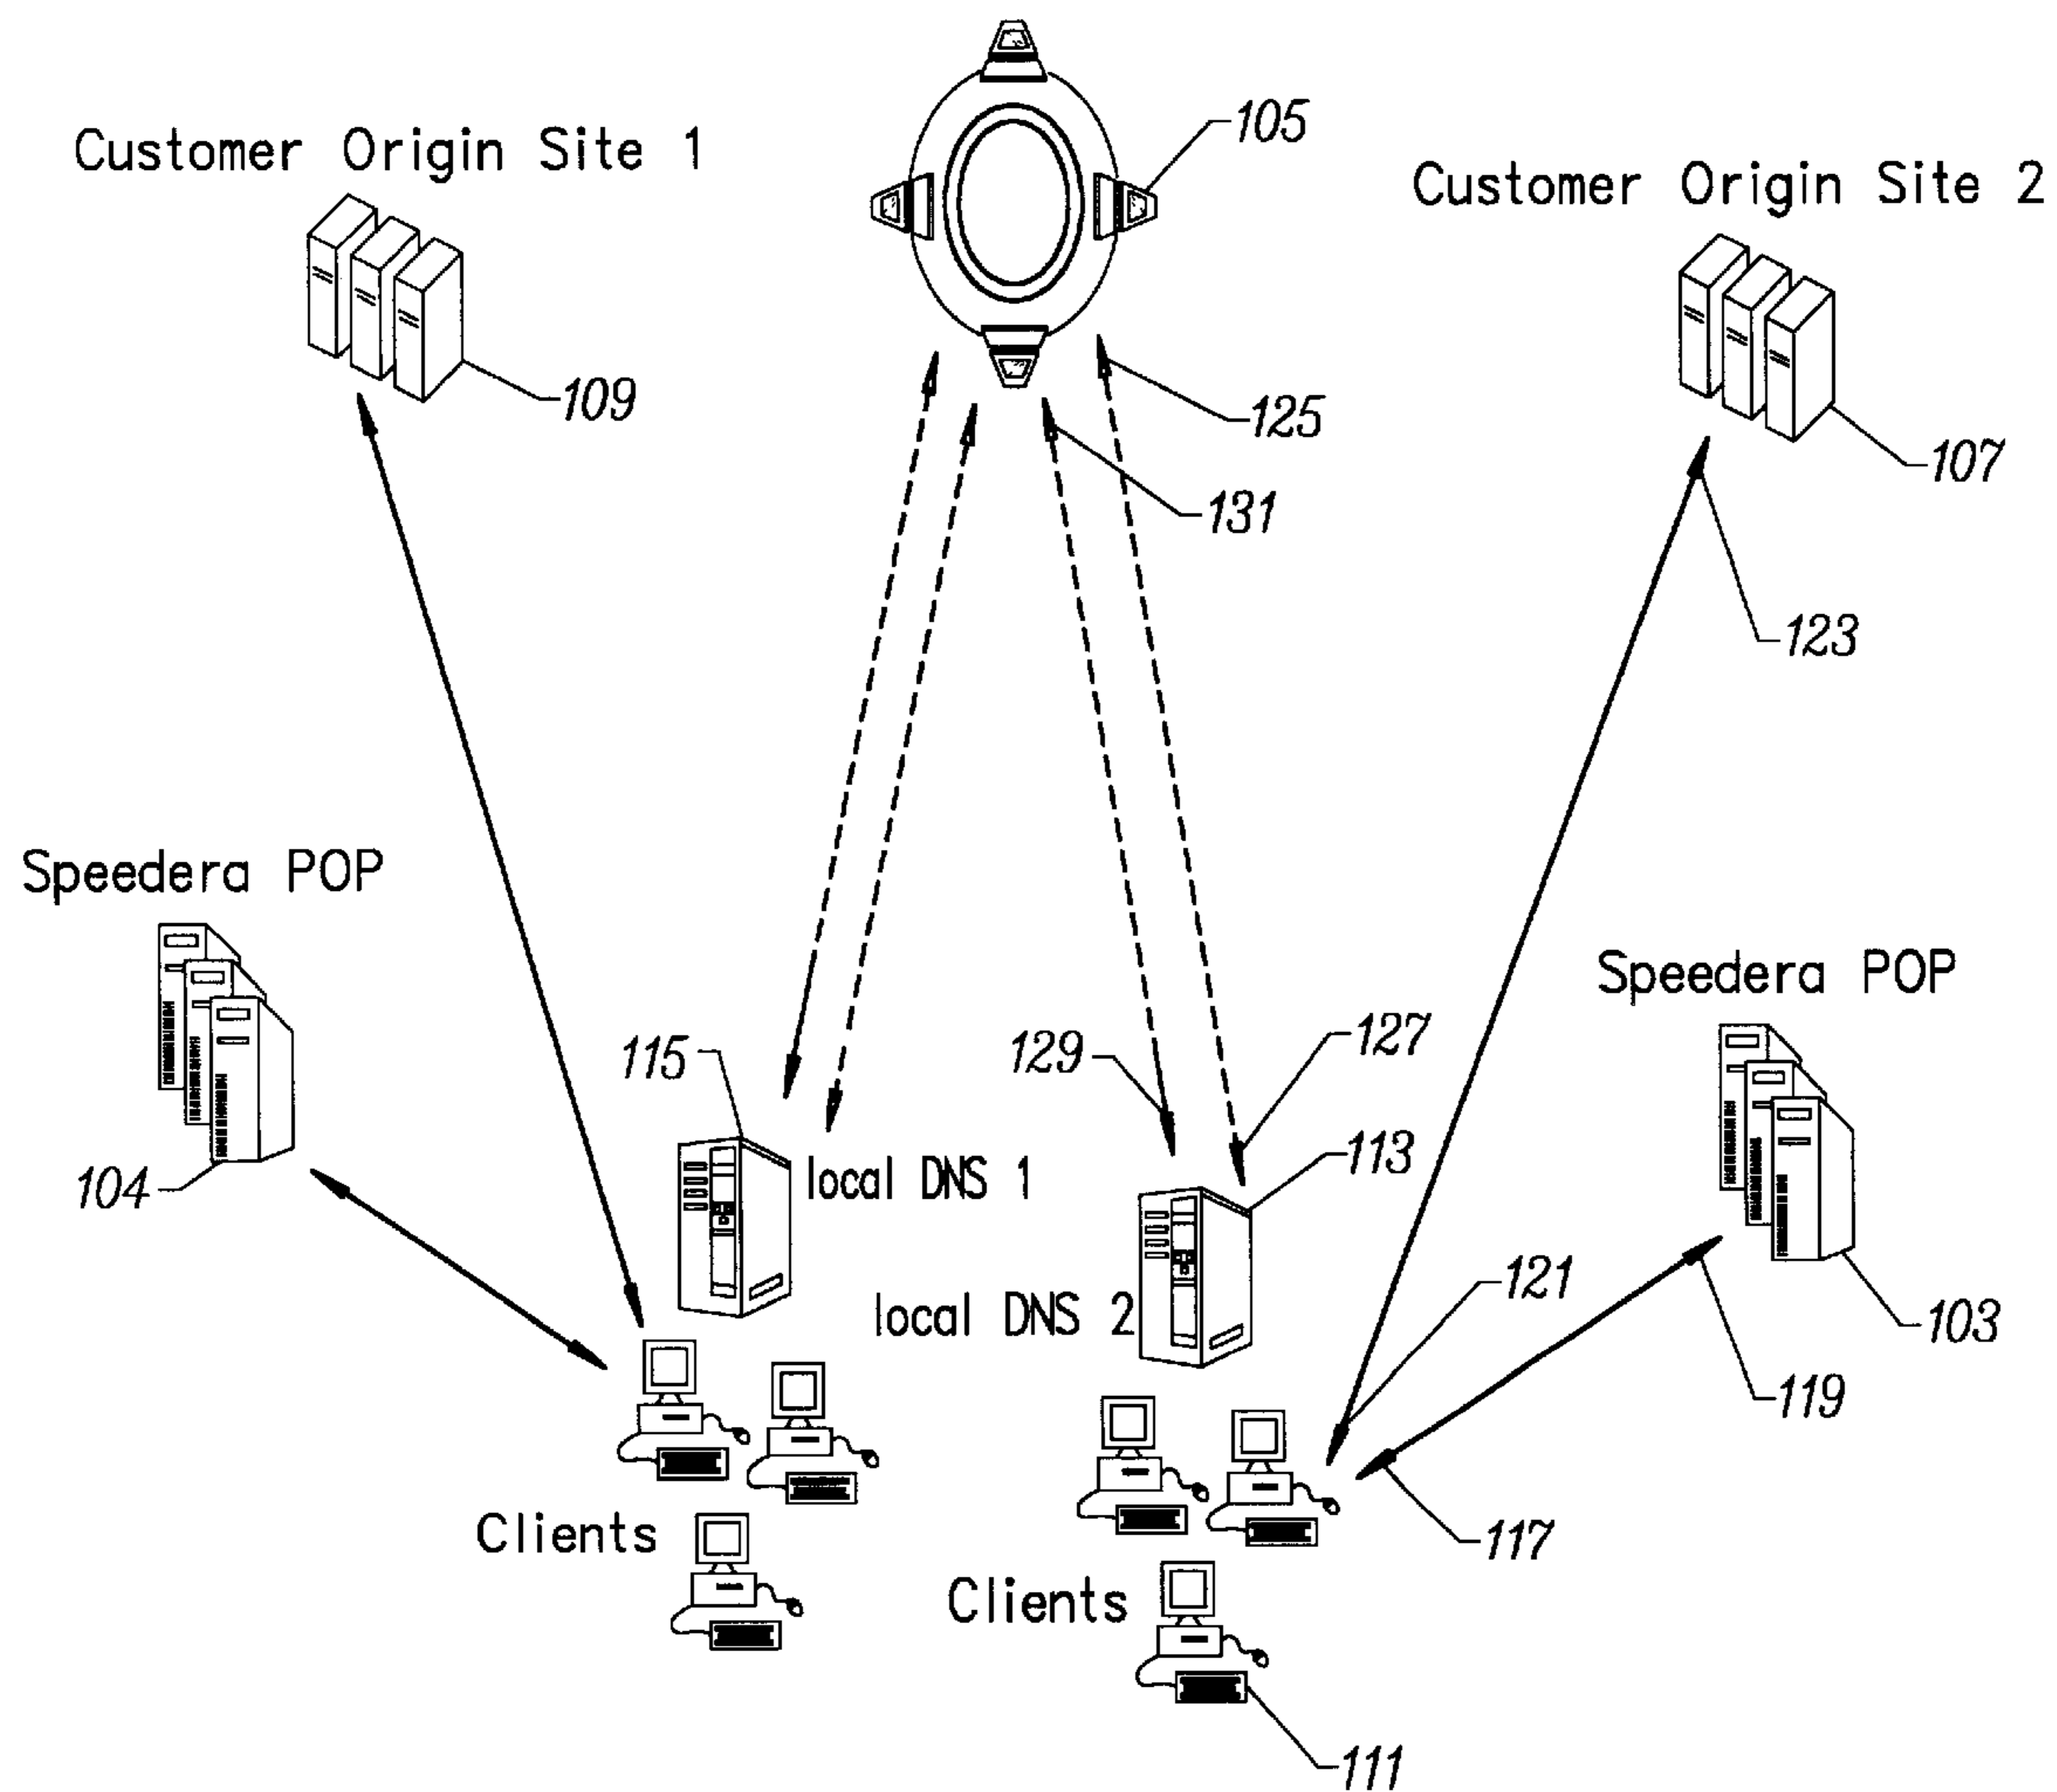 105
Customer Origin Site 1
Customer Origin Site 2
109
125
107
131
123
Speedera POP
Speedera POP
115
129
127
104
local DNS 1
113
121
local DNS 2
103
119
Clients
117
Clients
111